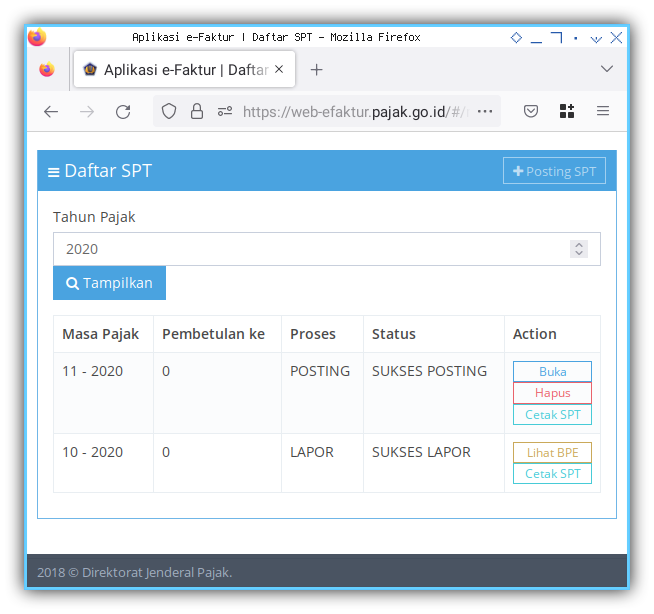 Aplikasi e-Faktur | Daftar SPT - Mozilla Firefox
Aplikasi e-Faktur | Daftar
https://web-efaktur.pajak.go.id/#/
Daftar SPT
Posting SPT
Tahun Pajak
2020
Tampilkan
Masa Pajak Pembetulan ke Proses Status Action
11 - 2020 0 POSTING SUKSES POSTING Buka
Hapus
Cetak SPT
10 - 2020 0 LAPOR SUKSES LAPOR Lihat BPE
Cetak SPT
2018 © Direktorat Jenderal Pajak.